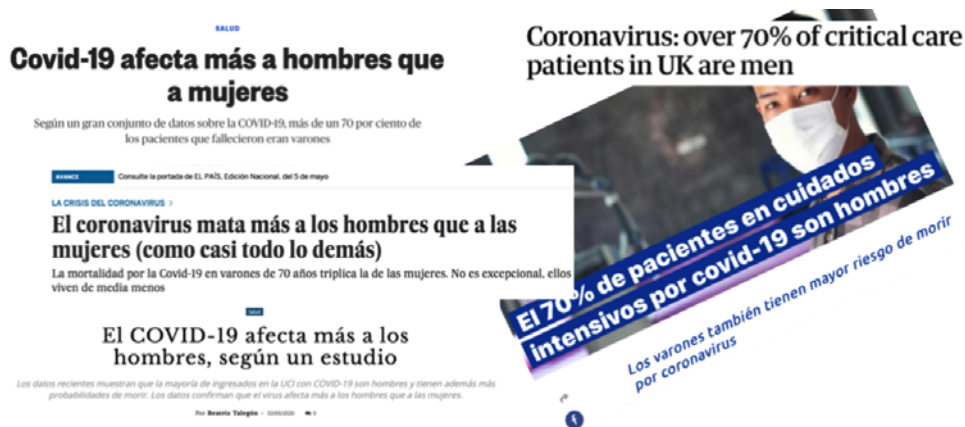 SALUD
Covid-19 afecta más a hombres que
a mujeres
Según un gran conjunto de datos sobre la COVID-19, más de un 70 por ciento de
los pacientes que fallecieron eran varones
AVANCE
Consulte la portada de EL PAÍS, Edición Nacional, del 5 de mayo
LA CRISIS DEL CORONAVIRUS >
El coronavirus mata más a los hombres que a las
mujeres (como casi todo lo demás)
La mortalidad por la Covid-19 en varones de 70 años triplica la de las mujeres. No es excepcional, ellos
viven de media menos
Salud
El COVID-19 afecta más a los
hombres, según un estudio
Los datos recientes muestran que la mayoría de ingresados en la UCI con COVID-19 son hombres y tienen además más
probabilidades de morir. Los datos confirman que el virus afecta más a los hombres que a las mujeres.
Por Beatriz Talegón - 02/05/2020 0
Coronavirus: over 70% of critical care
patients in UK are men
El 70% de pacientes en cuidados
intensivos por covid-19 son hombres
Los varones también tienen mayor riesgo de morir
por coronavirus